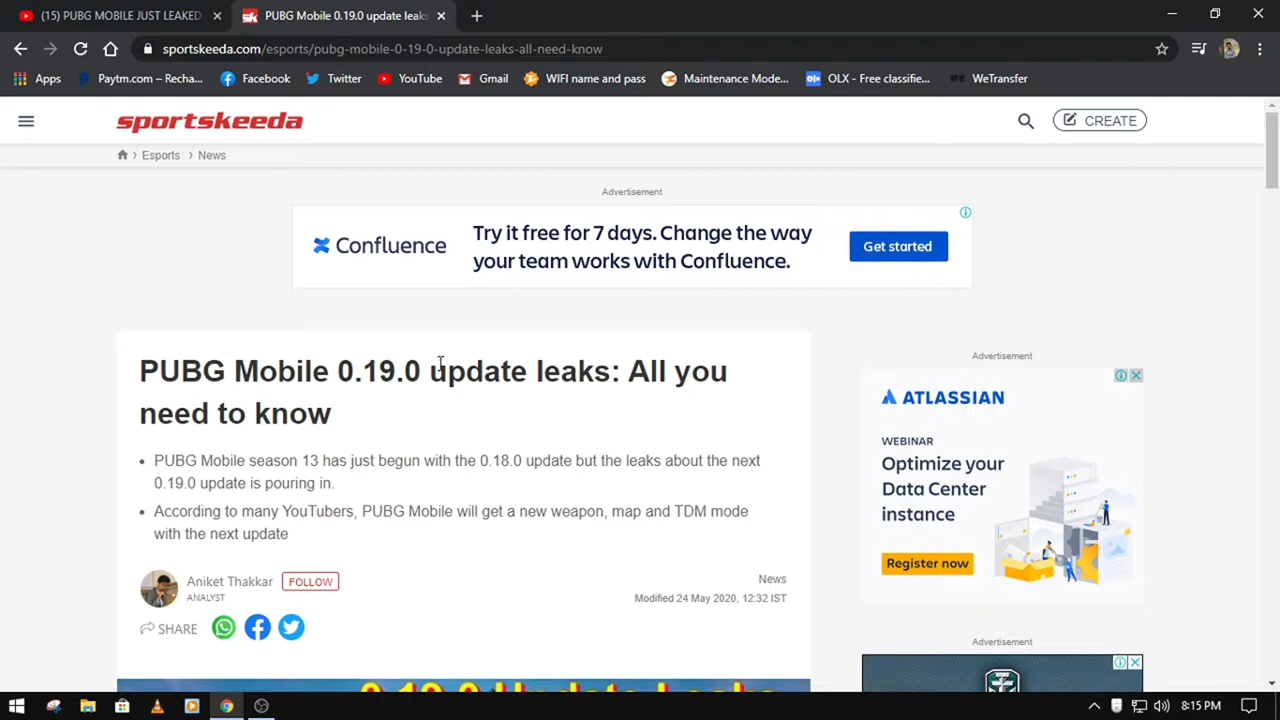 (15) PUBG MOBILE JUST LEAKED
PUBG Mobile 0.19.0 update leaks
sportskeeda.com/esports/pubg-mobile-0-19-0-update-leaks-all-need-know
Apps
Paytm.com – Recha...
Facebook
Twitter
YouTube
Gmail
WIFI name and pass
Maintenance Mode...
OLX - Free classifie...
WeTransfer
sportskeeda
CREATE
Esports
News
Advertisement
Confluence
Try it free for 7 days. Change the way
your team works with Confluence.
Get started
PUBG Mobile 0.19.0 update leaks: All you
need to know
• PUBG Mobile season 13 has just begun with the 0.18.0 update but the leaks about the next
0.19.0 update is pouring in.
• According to many YouTubers, PUBG Mobile will get a new weapon, map and TDM mode
with the next update
Aniket Thakkar
FOLLOW
ANALYST
News
Modified 24 May 2020, 12:32 IST
SHARE
0.19.0 Update Leaks
Advertisement
ATLASSIAN
WEBINAR
Optimize your
Data Center
instance
Register now
Advertisement
8:15 PM